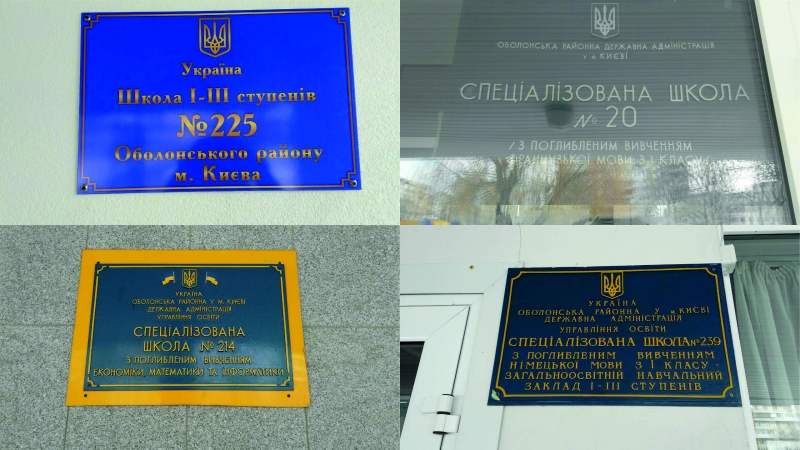 Україна
Школа I-III ступенів
№225
Оболонського району
м. Києва
ОБОЛОНСЬКА РАЙОННА ДЕРЖАВНА АДМІНІСТРАЦІЯ
У м. КИЄВІ
СПЕЦІАЛІЗОВАНА ШКОЛА
№ 20
/ З ПОГЛИБЛЕНИМ ВИВЧЕННЯМ
ФРАНЦУЗЬКОЇ МОВИ З I КЛАСУ /
УКРАЇНА
ОБОЛОНСЬКА РАЙОННА У М. КИЄВІ
ДЕРЖАВНА АДМІНІСТРАЦІЯ
УПРАВЛІННЯ ОСВІТИ
СПЕЦІАЛІЗОВАНА
ШКОЛА № 214
З ПОГЛИБЛЕНИМ ВИВЧЕННЯМ
ЕКОНОМІКИ, МАТЕМАТИКИ ТА ІНФОРМАТИКИ
УКРАЇНА
ОБОЛОНСЬКА РАЙОННА У м. КИЄВІ
ДЕРЖАВНА АДМІНІСТРАЦІЯ
УПРАВЛІННЯ ОСВІТИ
СПЕЦІАЛІЗОВАНА ШКОЛА №239
З ПОГЛИБЛЕНИМ ВИВЧЕННЯМ
НІМЕЦЬКОЇ МОВИ З I КЛАСУ -
ЗАГАЛЬНООСВІТНІЙ НАВЧАЛЬНИЙ
ЗАКЛАД I-III СТУПЕНІВ